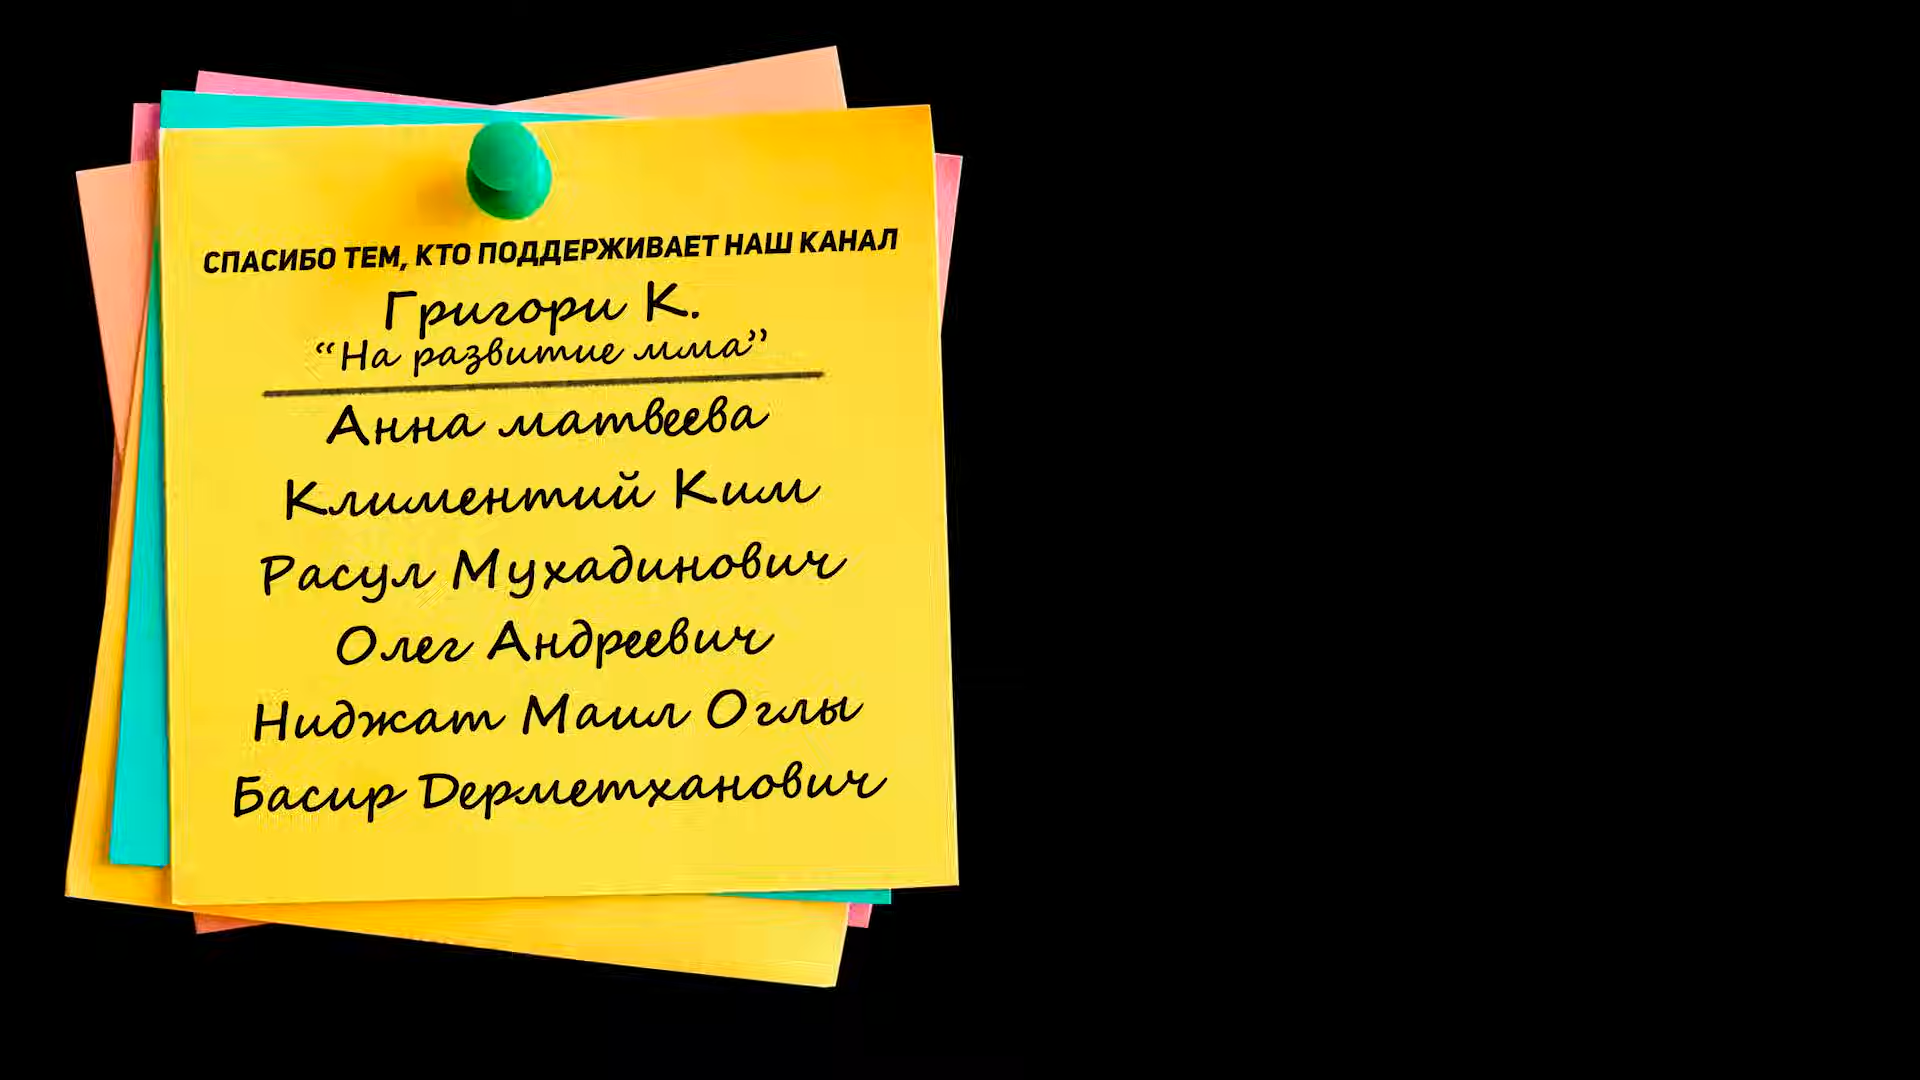 СПАСИБО ТЕМ, КТО ПОДДЕРЖИВАЕТ НАШ КАНАЛ
Григори К.
“На развитие мма”
Анна матвеева
Климентий Ким
Расул Мухадинович
Олег Андреевич
Ниджат Маил Оглы
Басир Дерметханович